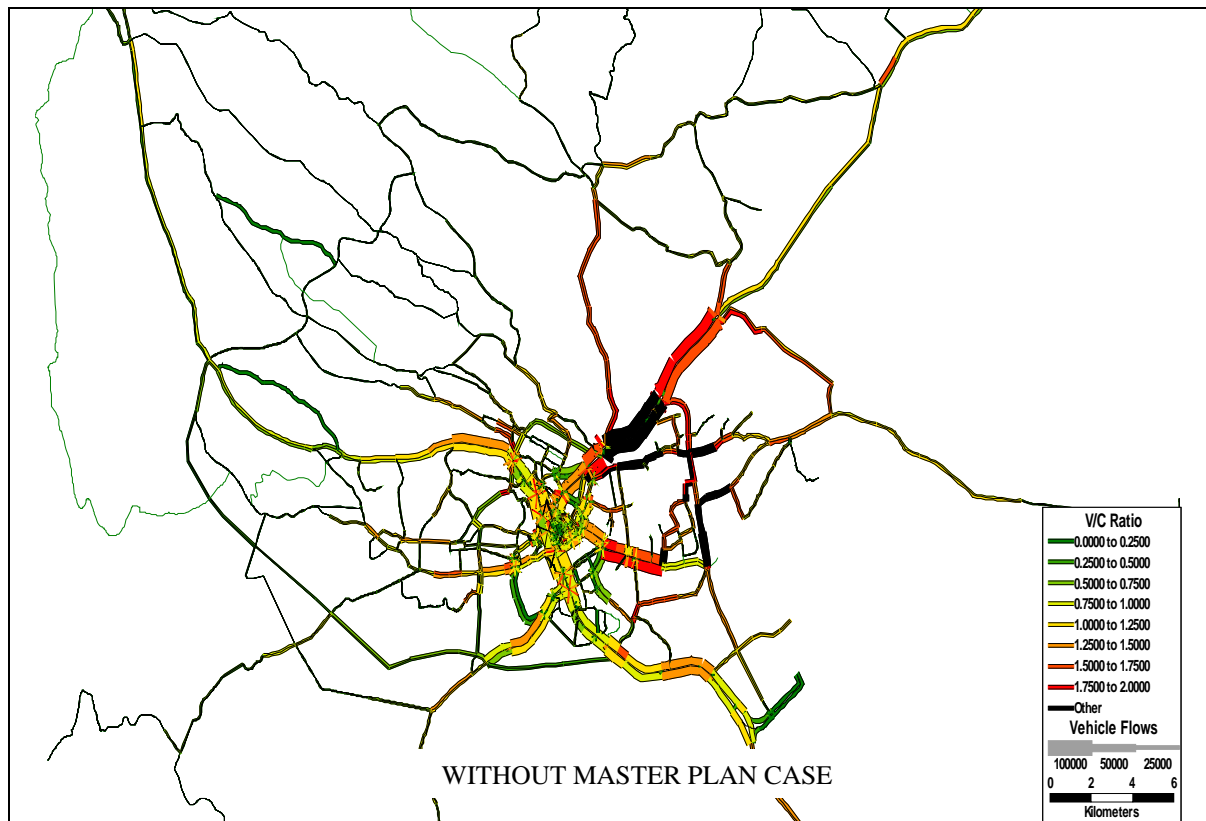 V/C Ratio
0.0000 to 0.2500
0.2500 to 0.5000
0.5000 to 0.7500
0.7500 to 1.0000
1.0000 to 1.2500
1.2500 to 1.5000
1.5000 to 1.7500
1.7500 to 2.0000
Other
Vehicle Flows
100000 50000 25000
0 2 4 6
Kilometers
WITHOUT MASTER PLAN CASE